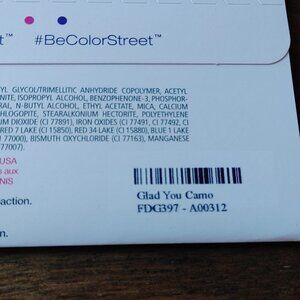 t™ #BeColorStreet™
YL GLYCOL/TRIMELLITIC ANHYDRIDE COPOLYMER, ACETYL
NITE, ISOPROPYL ALCOHOL, BENZOPHENONE-3, PHOSPHOR-
RAL, N-BUTYL ALCOHOL, ETHYL ACETATE, MICA, CALCIUM
HLOGOPITE, STEARALKONIUM HECTORITE, POLYETHYLENE
UM DIOXIDE (CI 77891), IRON OXIDES (CI 77491, CI 77492, CI
RED 7 LAKE (CI 15850), RED 34 LAKE (CI 15880), BLUE 1 LAKE
77000), BISMUTH OXYCHLORIDE (CI 77163), MANGANESE
77007).
USA
s aux
NIS
action.
n.
Glad You Camo
FDG397 - A00312